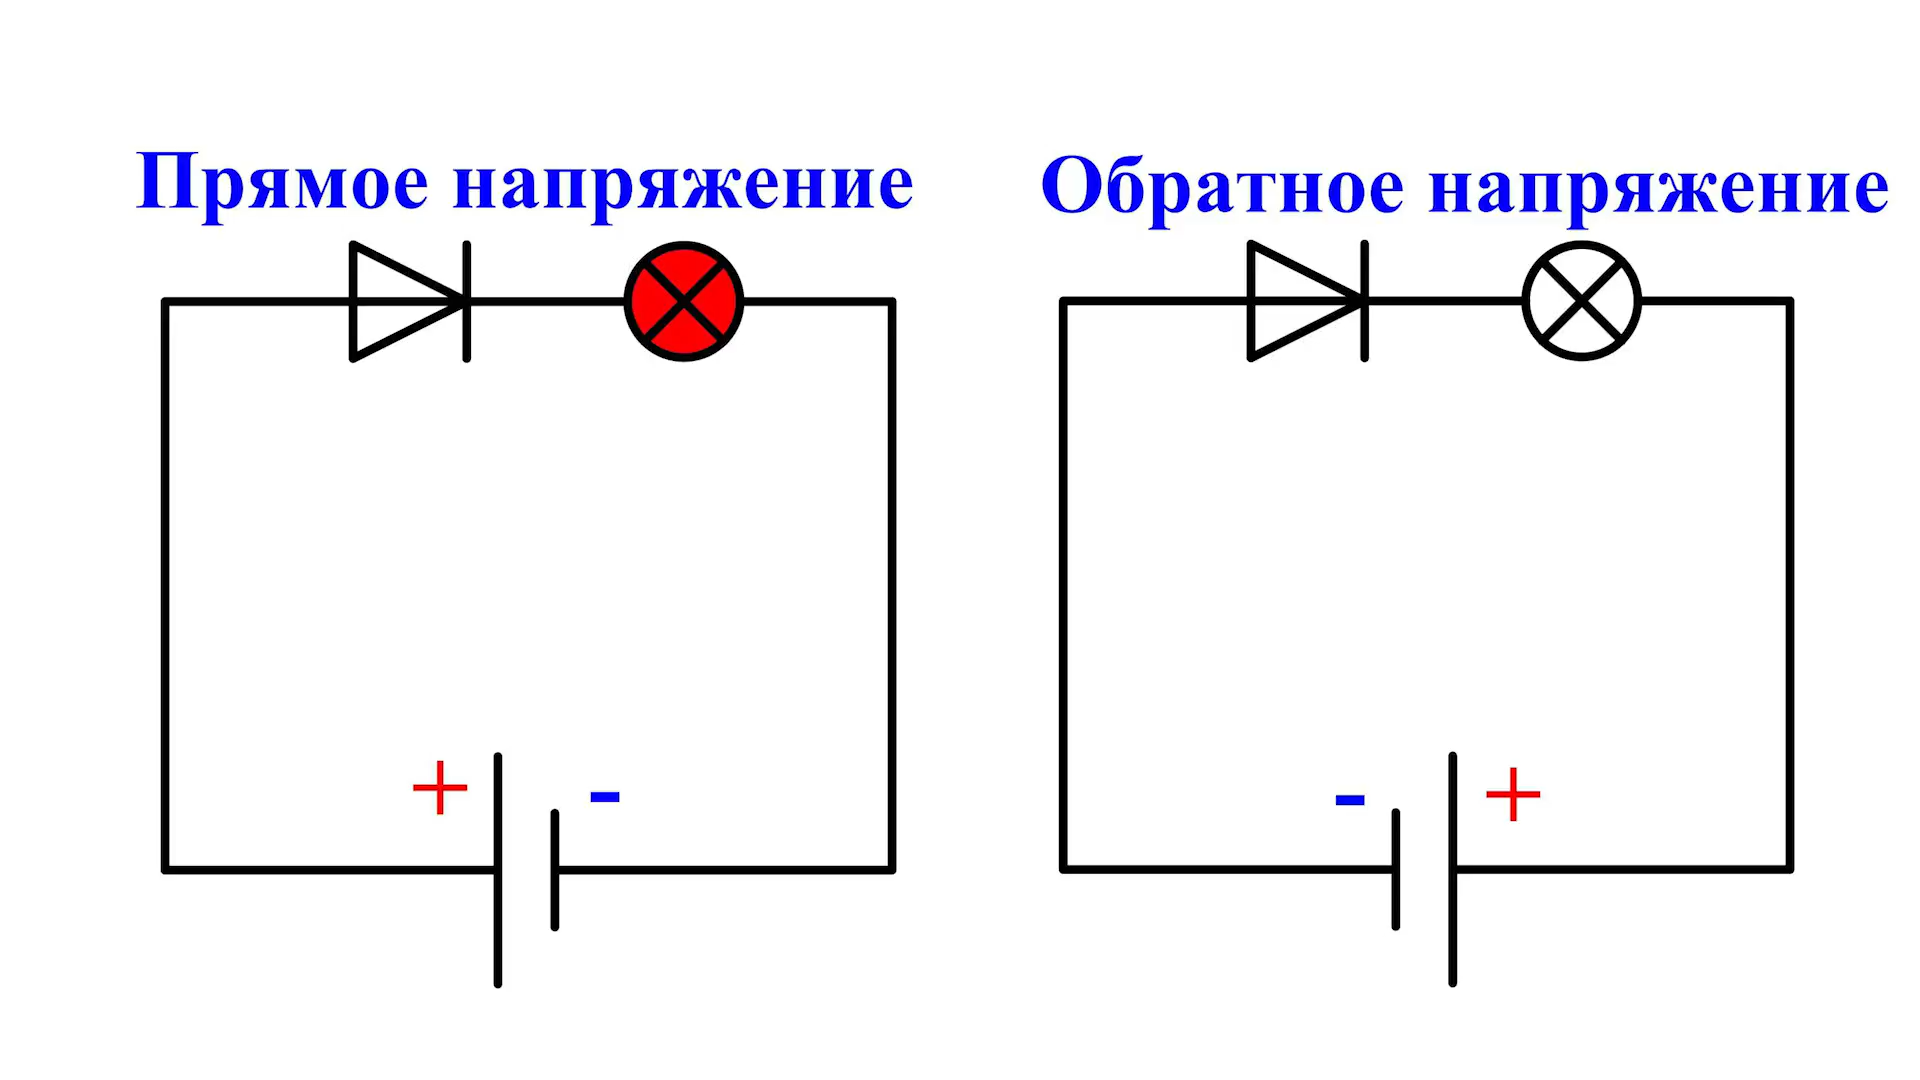 Прямое напряжение
Обратное напряжение
+ -
- +